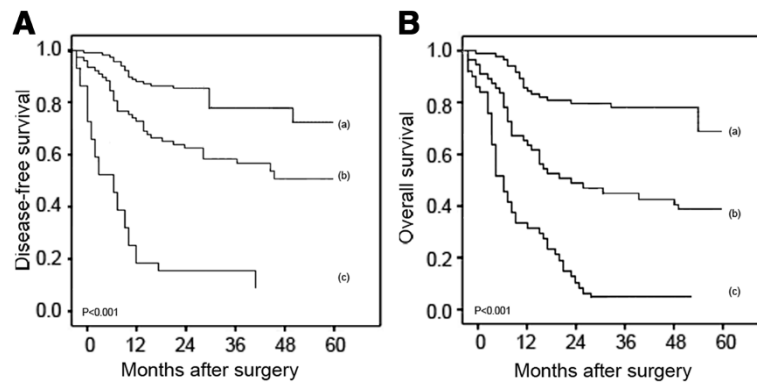 A
B
Disease-free survival
1.0
0.8
0.6
0.4
0.2
0.0
(a)
(b)
(c)
P<0.001
0 12 24 36 48 60
Months after surgery
Overall survival
1.0
0.8
0.6
0.4
0.2
0.0
(a)
(b)
(c)
P<0.001
0 12 24 36 48 60
Months after surgery